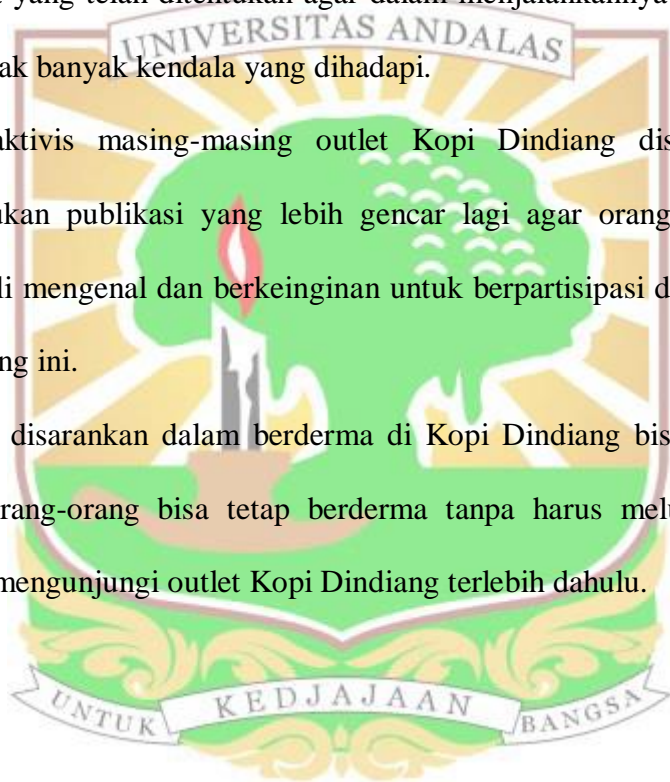 yang telah ditentukan agar dalam menjalankannya
UNIVERSITAS ANDALAS
ak banyak kendala yang dihadapi.
aktivis masing-masing outlet Kopi Dindiang dis
ukan publikasi yang lebih gencar lagi agar orang
li mengenal dan berkeinginan untuk berpartisipasi d
ng ini.
disarankan dalam berderma di Kopi Dindiang bis
rang-orang bisa tetap berderma tanpa harus mel
mengunjungi outlet Kopi Dindiang terlebih dahulu.
UNTUK KEDJAJAAN BANGSA